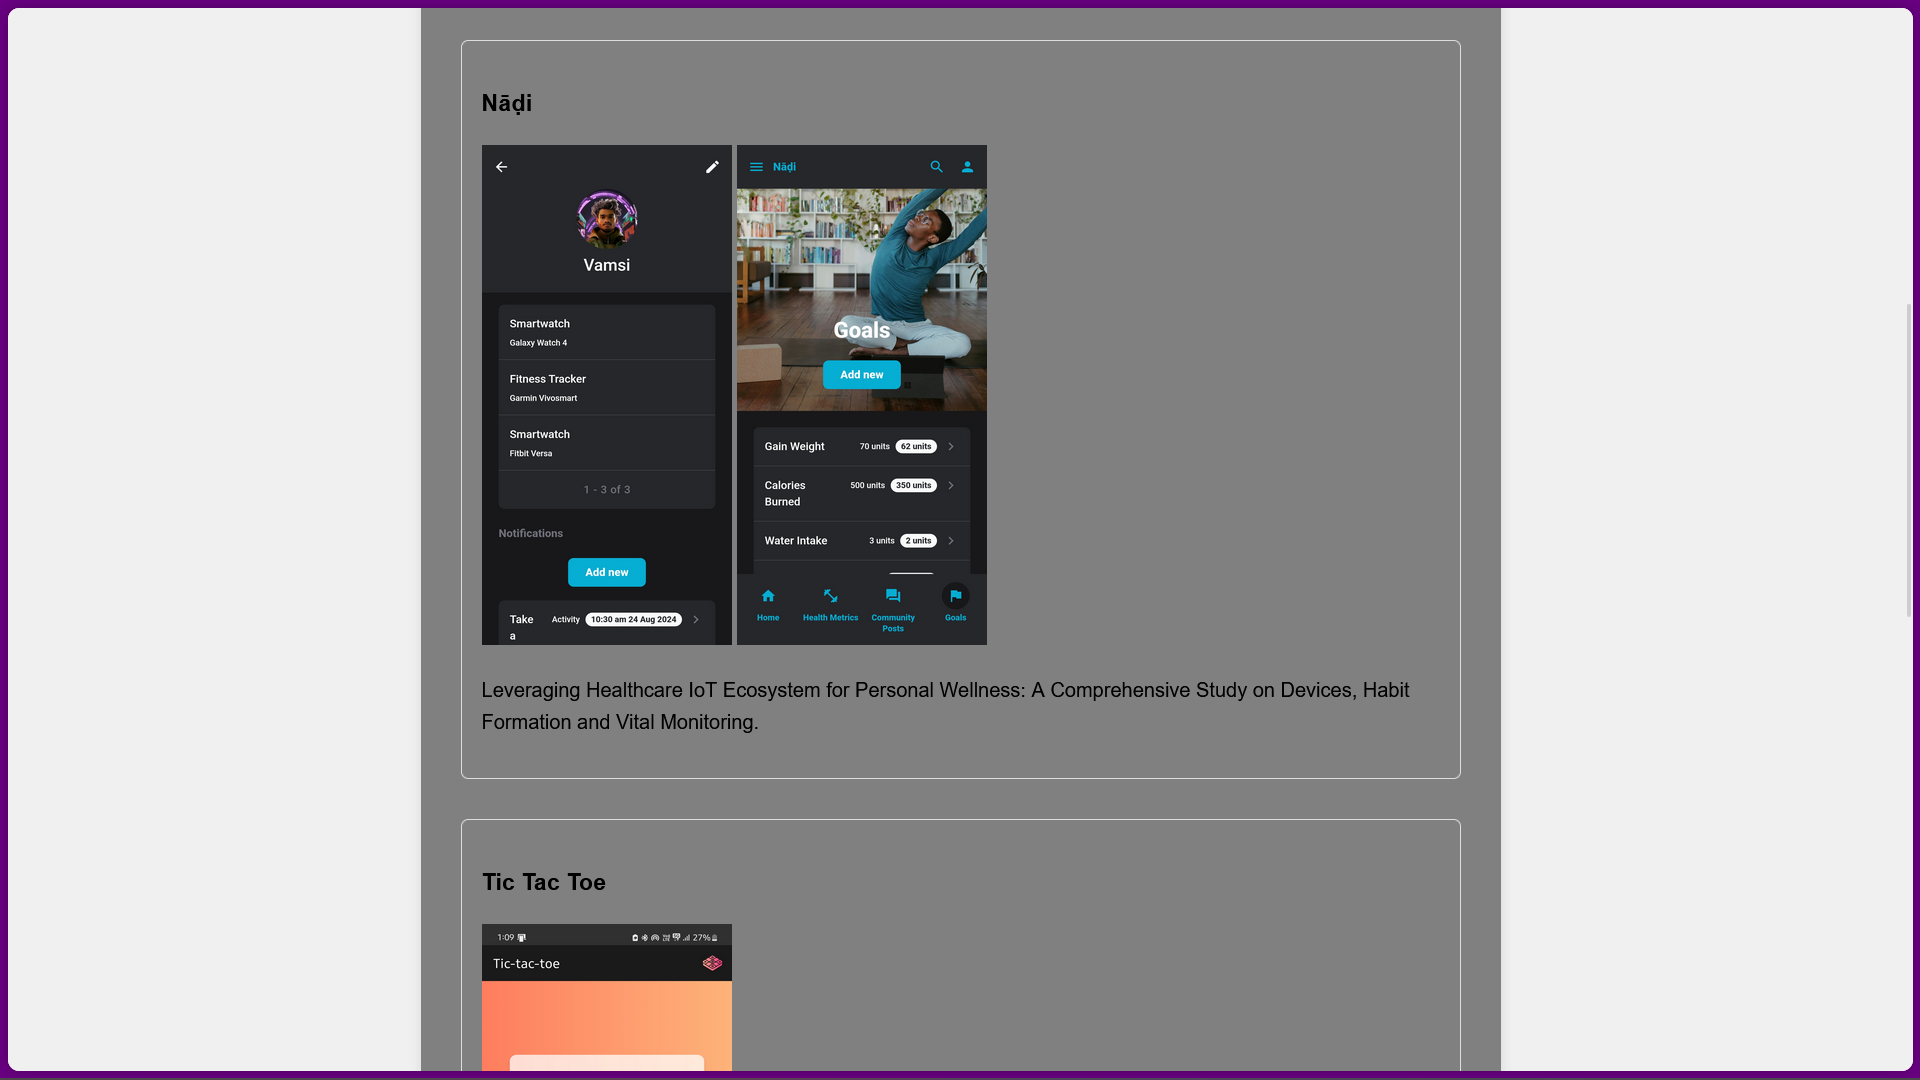 Nāḍi
Vamsi
Smartwatch
Galaxy Watch 4
Fitness Tracker
Garmin Vivosmart
Smartwatch
Fitbit Versa
1 - 3 of 3
Notifications
Add new
Take a
Activity
10:30 am 24 Aug 2024
Nāḍi
Goals
Add new
Gain Weight 70 units 62 units
Calories Burned 500 units 350 units
Water Intake 3 units 2 units
Home
Health Metrics
Community Posts
Goals
Leveraging Healthcare IoT Ecosystem for Personal Wellness: A Comprehensive Study on Devices, Habit
Formation and Vital Monitoring.
Tic Tac Toe
1:09
27%
Tic-tac-toe